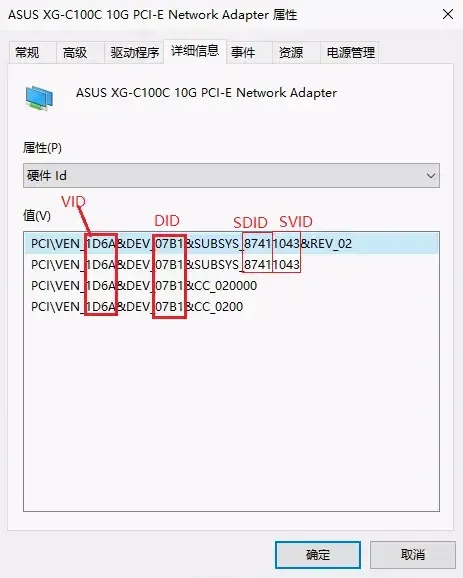 ASUS XG-C100C 10G PCI-E Network Adapter 属性
常规 高级 驱动程序 详细信息 事件 资源 电源管理
ASUS XG-C100C 10G PCI-E Network Adapter
属性(P)
硬件 Id
VID
值(V)
DID SDID SVID
PCI\VEN_1D6A&DEV_07B1&SUBSYS_87411043&REV_02
PCI\VEN_1D6A&DEV_07B1&SUBSYS_87411043
PCI\VEN_1D6A&DEV_07B1&CC_020000
PCI\VEN_1D6A&DEV_07B1&CC_0200
确定 取消